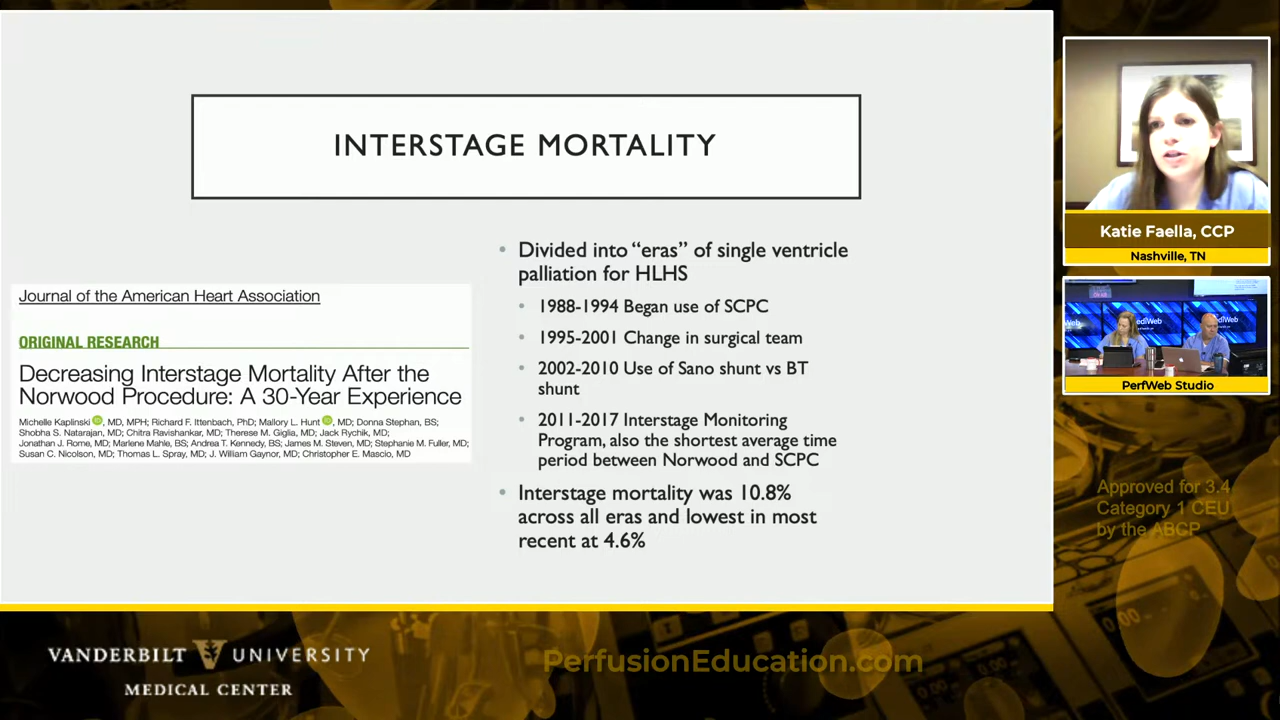 INTERSTAGE MORTALITY
Journal of the American Heart Association
ORIGINAL RESEARCH
Decreasing Interstage Mortality After the
Norwood Procedure: A 30-Year Experience
Michelle Kaplinski, MD, MPH; Richard F. Ittenbach, PhD; Mallory L. Hunt, MD; Donna Stephan, BS;
Shobha S. Natarajan, MD; Chitra Ravishankar, MD; Therese M. Giglia, MD; Jack Rychik, MD;
Jonathan J. Rome, MD; Marlene Mahle, BS; Andrea T. Kennedy, BS; James M. Steven, MD; Stephanie M. Fuller, MD;
Susan C. Nicolson, MD; Thomas L. Spray, MD; J. William Gaynor, MD; Christopher E. Mascio, MD
• Divided into “eras” of single ventricle
palliation for HLHS
• 1988-1994 Began use of SCPC
• 1995-2001 Change in surgical team
• 2002-2010 Use of Sano shunt vs BT
shunt
• 2011-2017 Interstage Monitoring
Program, also the shortest average time
period between Norwood and SCPC
• Interstage mortality was 10.8%
across all eras and lowest in most
recent at 4.6%
Katie Faella, CCP
Nashville, TN
PerfWeb Studio
Approved for 3.4
Category 1 CEU
by the ABCP
VANDERBILT UNIVERSITY
MEDICAL CENTER
PerfusionEducation.com